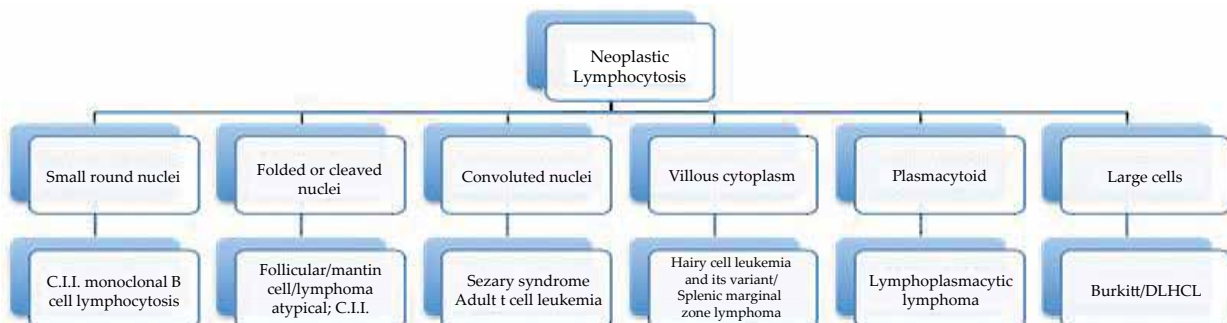 Neoplastic
Lymphocytosis
Small round nuclei
Folded or cleaved
nuclei
Convoluted nuclei
Villous cytoplasm
Plasmacytoid
Large cells
C.I.I. monoclonal B
cell lymphocytosis
Follicular/mantin
cell/lymphoma
atypical; C.I.I.
Sezary syndrome
Adult t cell leukemia
Hairy cell leukemia
and its variant/
Splenic marginal
zone lymphoma
Lymphoplasmacytic
lymphoma
Burkitt/DLHCL